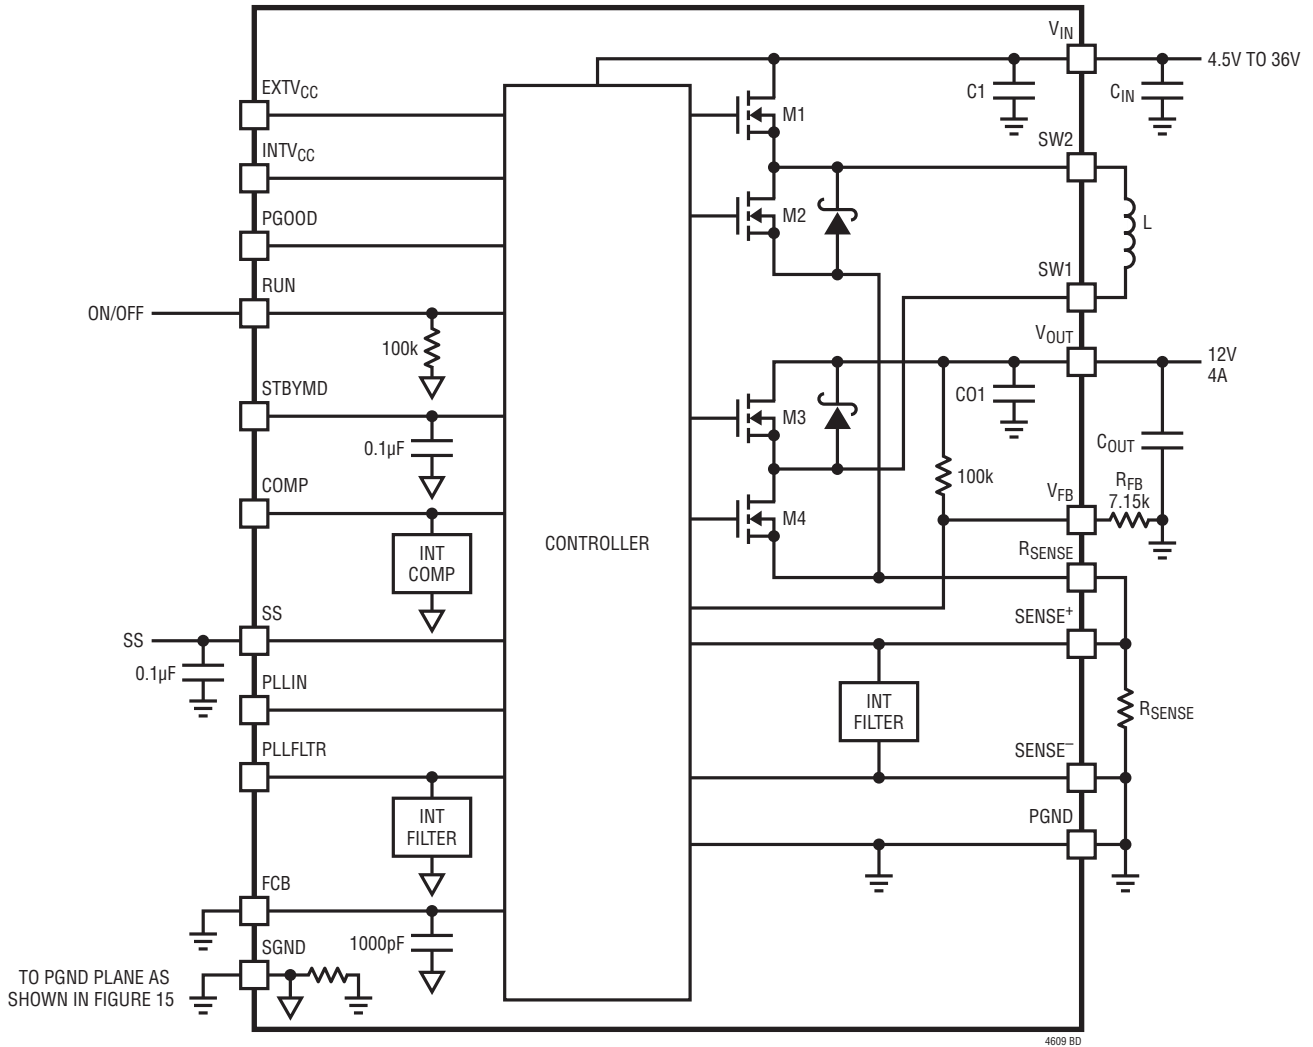 EXTVCC
INTVCC
PGOOD
RUN
ON/OFF
100k
STBYMD
0.1µF
COMP
INT
COMP
SS
SS
0.1µF
PLLIN
PLLFLTR
INT
FILTER
FCB
1000pF
SGND
TO PGND PLANE AS
SHOWN IN FIGURE 15
CONTROLLER
M1
M2
M3
M4
C1
CO1
100k
INT
FILTER
VIN
4.5V TO 36V
CIN
SW2
L
SW1
VOUT
12V
4A
COUT
VFB
RFB
7.15k
RSENSE
SENSE+
RSENSE
SENSE–
PGND
4609 BD